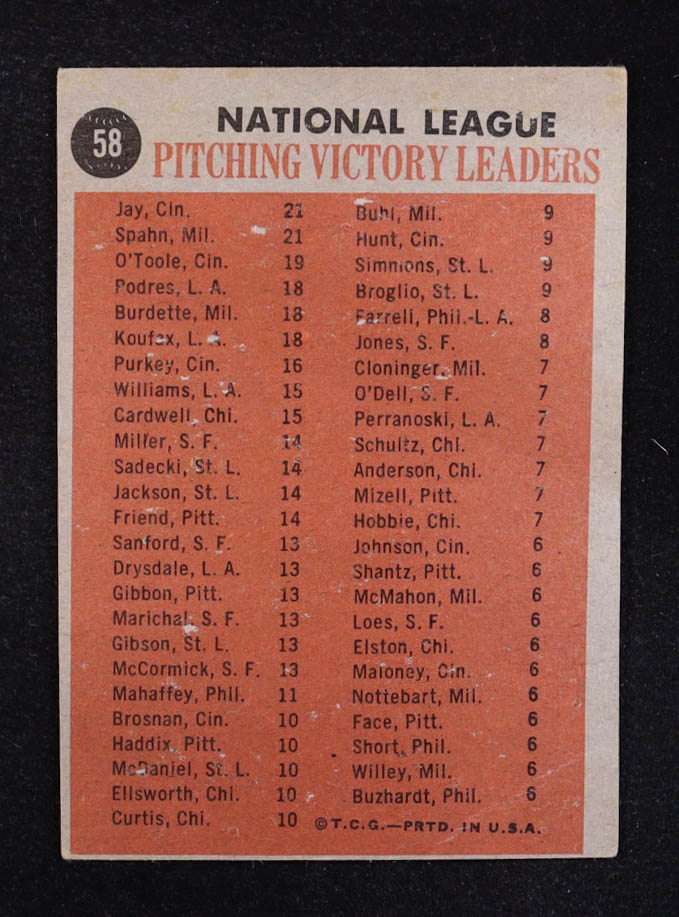 58
NATIONAL LEAGUE
PITCHING VICTORY LEADERS
Jay, Cin. 21
Spahn, Mil. 21
O'Toole, Cin. 19
Podres, L. A. 18
Burdette, Mil. 18
Koufax, L. A. 18
Purkey, Cin. 16
Williams, L. A. 15
Cardwell, Chi. 15
Miller, S. F. 14
Sadecki, St. L. 14
Jackson, St. L. 14
Friend, Pitt. 14
Sanford, S. F. 13
Drysdale, L. A. 13
Gibbon, Pitt. 13
Marichal, S. F. 13
Gibson, St. L. 13
McCormick, S. F. 13
Mahaffey, Phil. 11
Brosnan, Cin. 10
Haddix, Pitt. 10
McDaniel, St. L. 10
Ellsworth, Chi. 10
Curtis, Chi. 10
Buhl, Mil. 9
Hunt, Cin. 9
Simmons, St. L. 9
Broglio, St. L. 9
Farrell, Phil.-L. A. 8
Jones, S. F. 8
Cloninger, Mil. 7
O'Dell, S. F. 7
Perranoski, L. A. 7
Schultz, Chi. 7
Anderson, Chi. 7
Mizell, Pitt. 7
Hobbie, Chi. 7
Johnson, Cin. 6
Shantz, Pitt. 6
McMahon, Mil. 6
Loes, S. F. 6
Elston, Chi. 6
Maloney, Cin. 6
Nottebart, Mil. 6
Face, Pitt. 6
Short, Phil. 6
Willey, Mil. 6
Buzhardt, Phil. 6
©T.C.G.—PRTD. IN U.S.A.